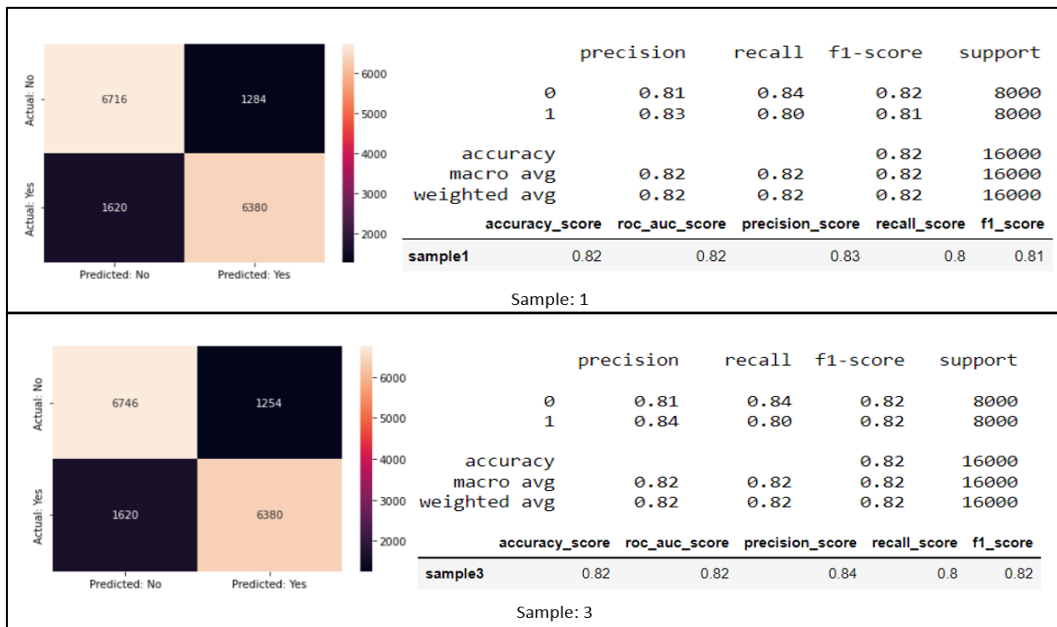 Actual: No
Actual: Yes
6716 1284
1620 6380
Predicted: No Predicted: Yes
6000
5000
4000
3000
2000
precision recall f1-score support
0 0.81 0.84 0.82 8000
1 0.83 0.80 0.81 8000
accuracy 0.82 16000
macro avg 0.82 0.82 0.82 16000
weighted avg 0.82 0.82 0.82 16000
accuracy_score roc_auc_score precision_score recall_score f1_score
sample1 0.82 0.82 0.83 0.8 0.81
Sample: 1
Actual: No
Actual: Yes
6746 1254
1620 6380
Predicted: No Predicted: Yes
6000
5000
4000
3000
2000
precision recall f1-score support
0 0.81 0.84 0.82 8000
1 0.84 0.80 0.82 8000
accuracy 0.82 16000
macro avg 0.82 0.82 0.82 16000
weighted avg 0.82 0.82 0.82 16000
accuracy_score roc_auc_score precision_score recall_score f1_score
sample3 0.82 0.82 0.84 0.8 0.82
Sample: 3